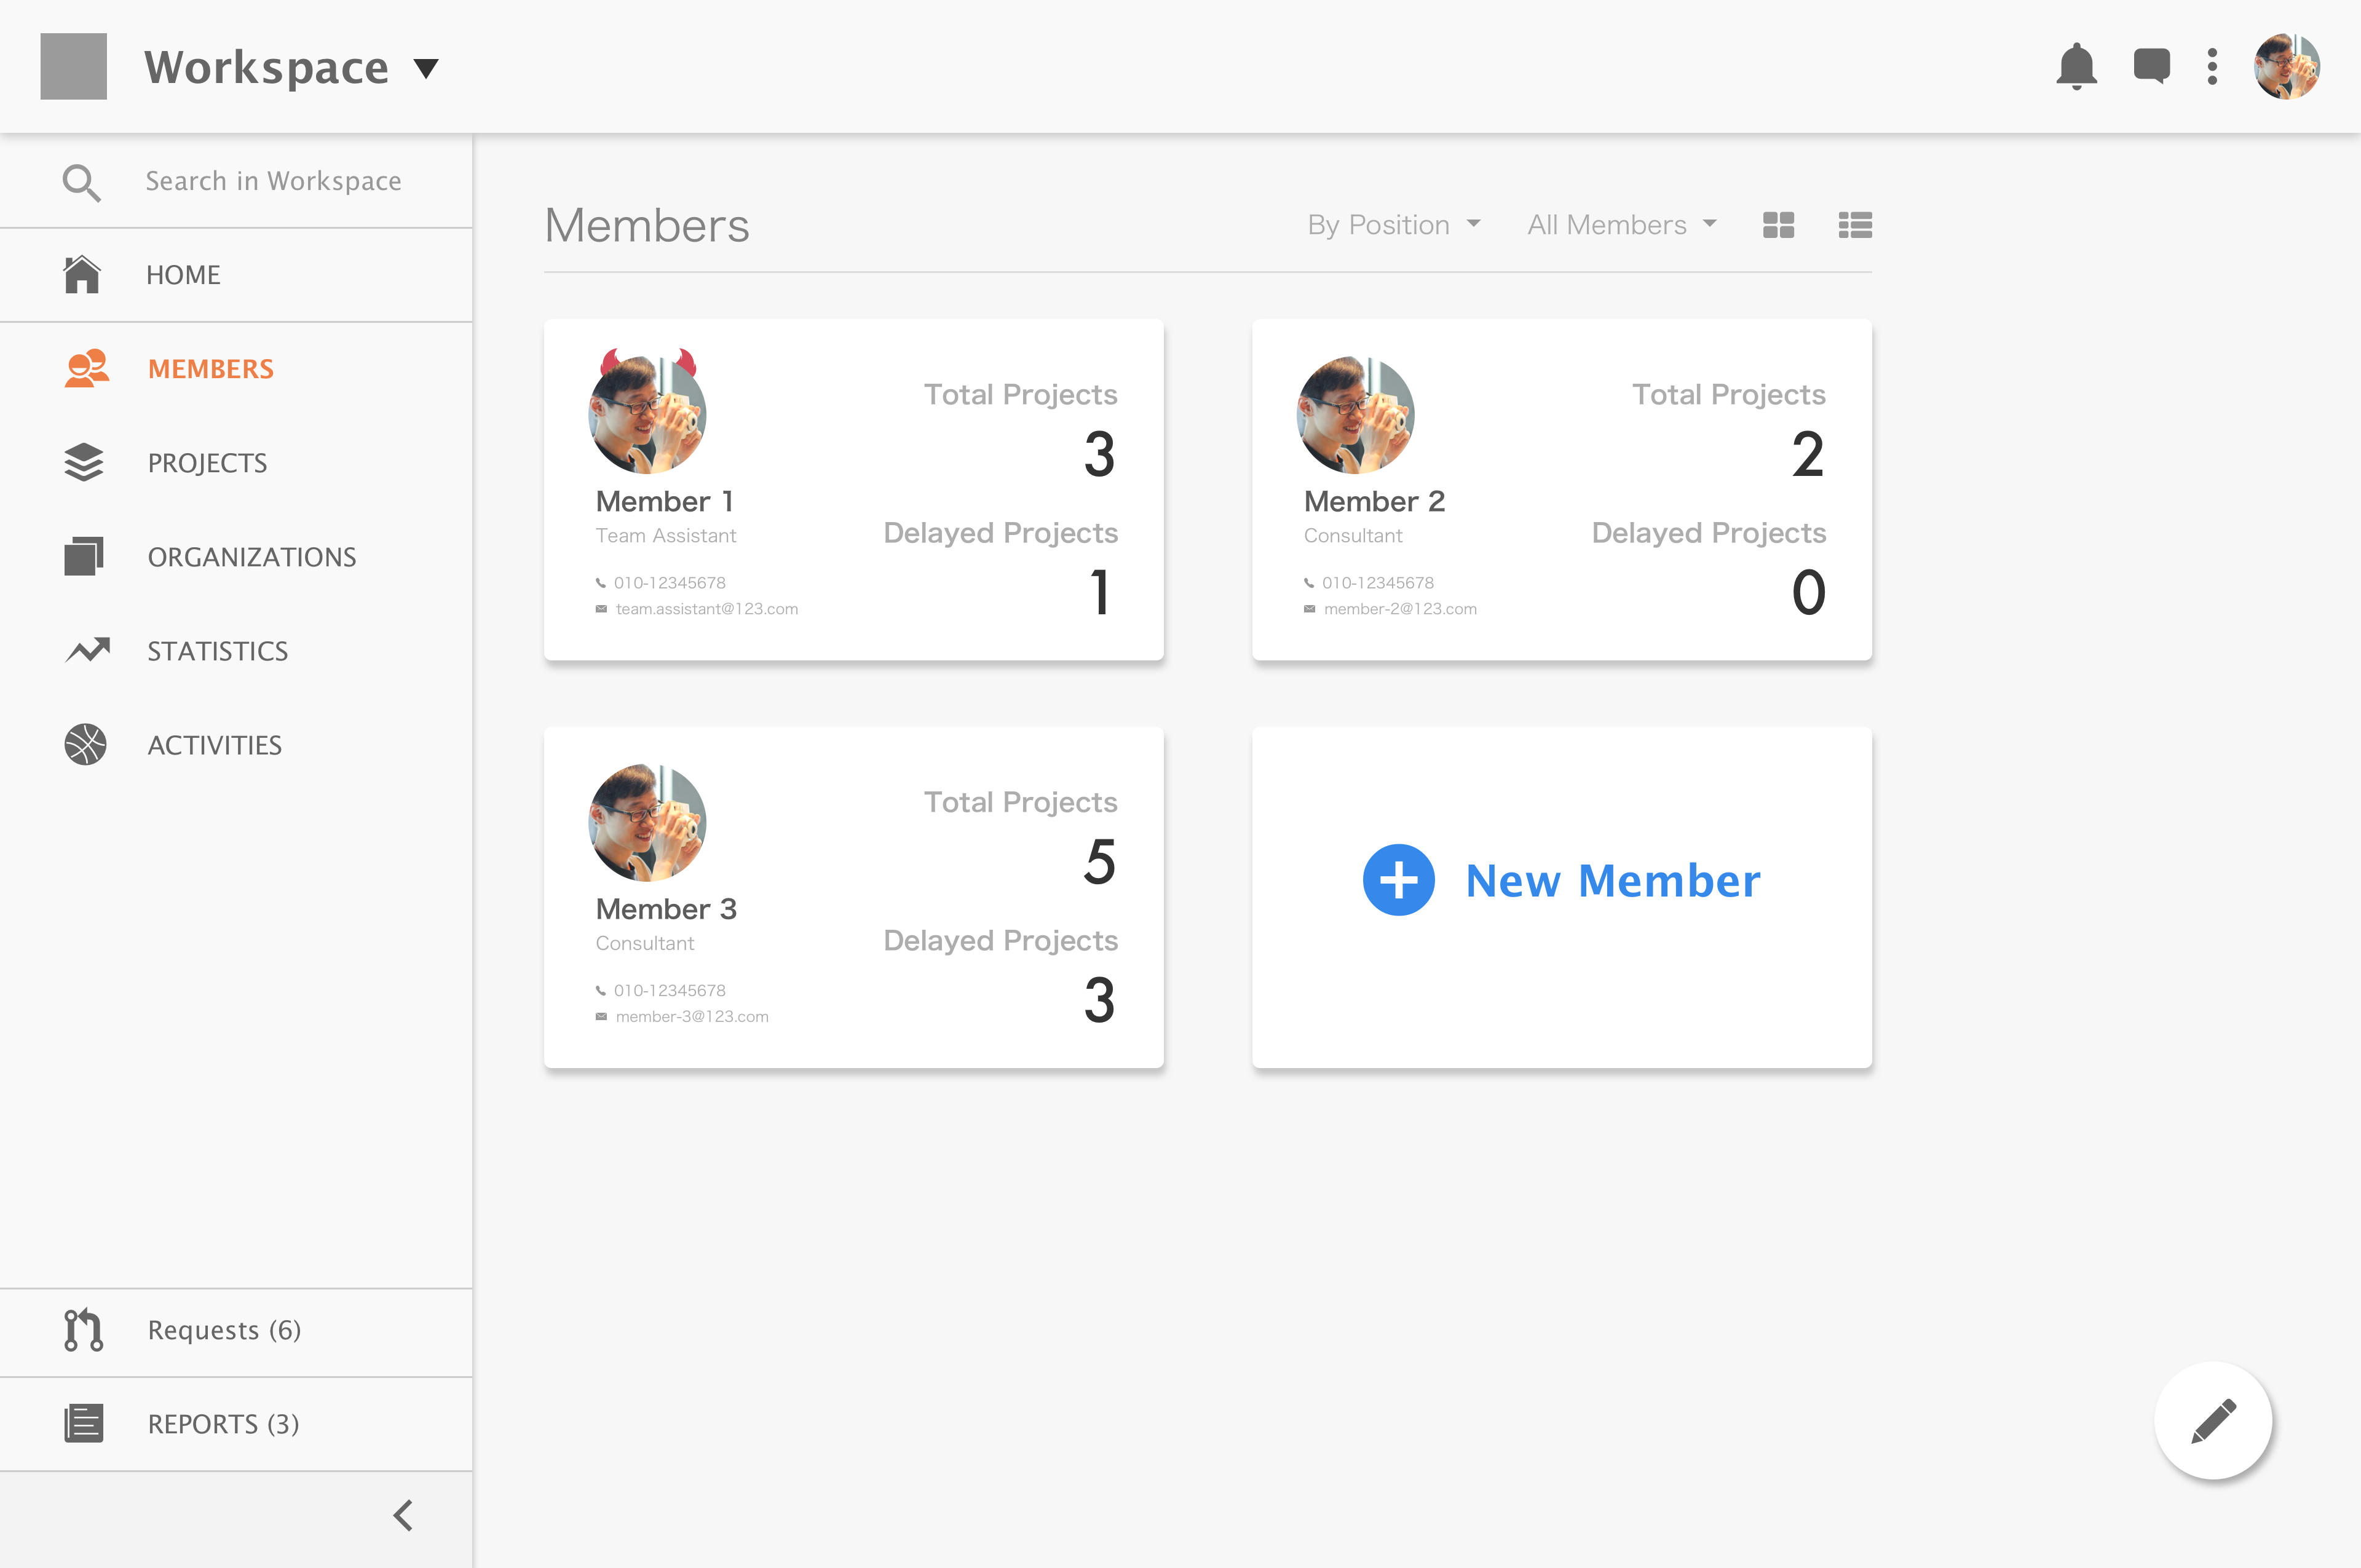 Workspace
Search in Workspace
HOME
MEMBERS
PROJECTS
ORGANIZATIONS
STATISTICS
ACTIVITIES
Requests (6)
REPORTS (3)
Members
By Position
All Members
Member 1
Team Assistant
010-12345678
team.assistant@123.com
Total Projects
3
Delayed Projects
1
Member 2
Consultant
010-12345678
member-2@123.com
Total Projects
2
Delayed Projects
0
Member 3
Consultant
010-12345678
member-3@123.com
Total Projects
5
Delayed Projects
3
New Member